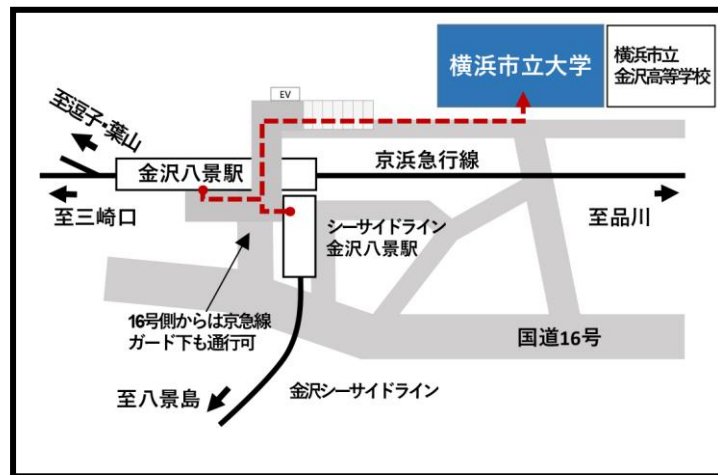 横浜市立大学
横浜市立
金沢高等学校
EV
至逗子・葉山
金沢八景駅
京浜急行線
至三崎口
至品川
シーサイドライン
金沢八景駅
16号側からは京急線
ガード下も通行可
国道16号
至八景島
金沢シーサイドライン